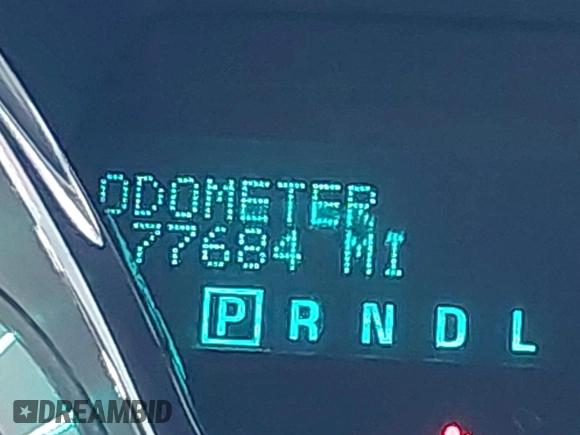 ODOMETER
77684 MI
P R N D L
DREAMBID